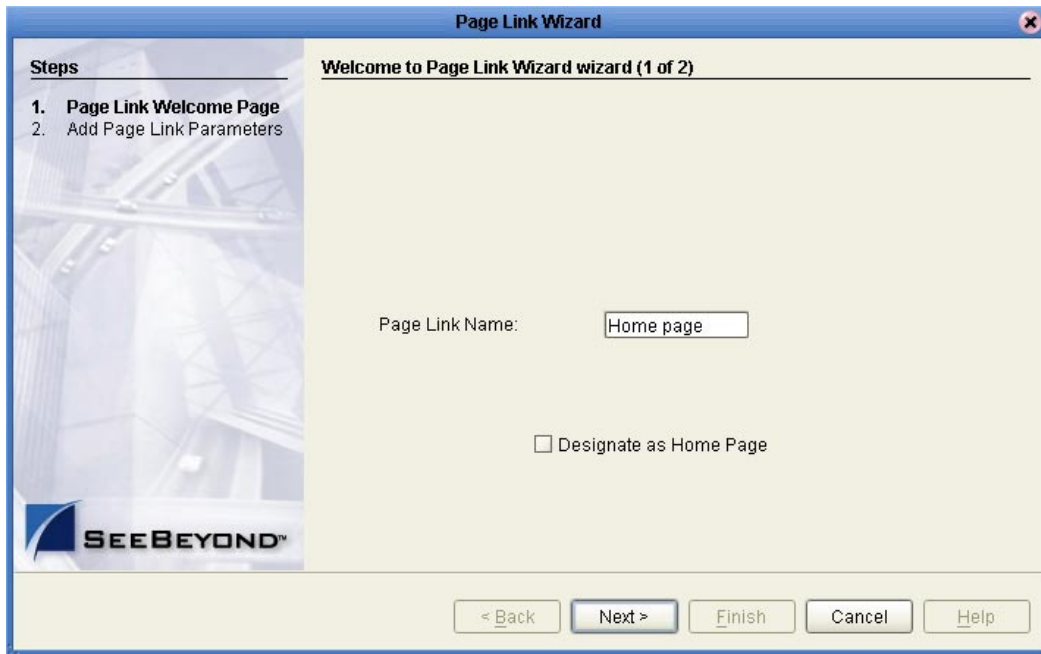 Page Link Wizard
Steps
1. Page Link Welcome Page
2. Add Page Link Parameters
Welcome to Page Link Wizard wizard (1 of 2)
Page Link Name: Home page
Designate as Home Page
SEEBEYOND™
< Back Next > Finish Cancel Help